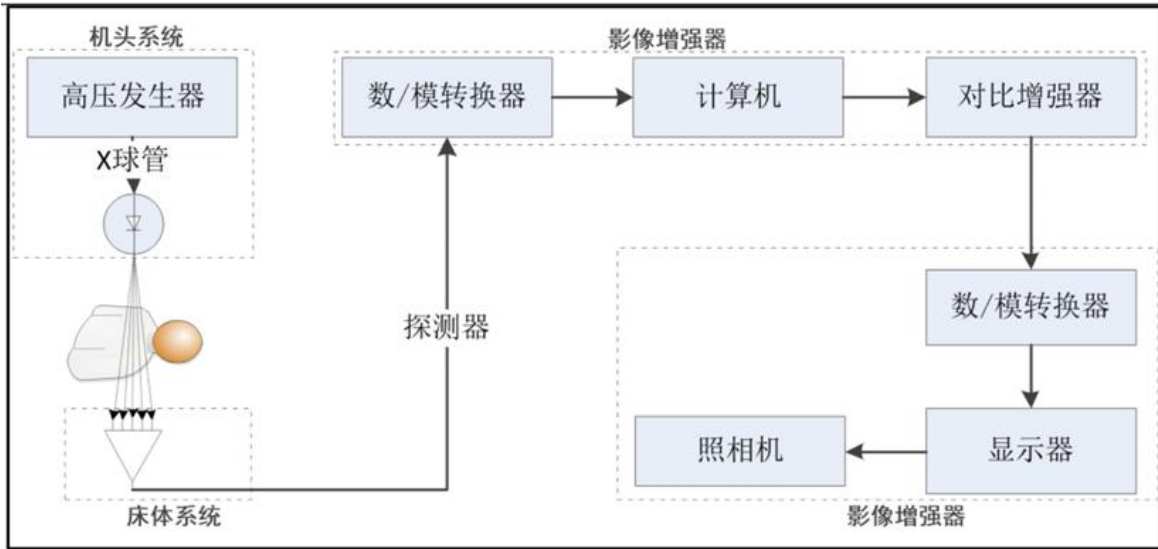 机头系统
高压发生器
X球管
床体系统
探测器
影像增强器
数/模转换器
计算机
对比增强器
数/模转换器
显示器
照相机
影像增强器